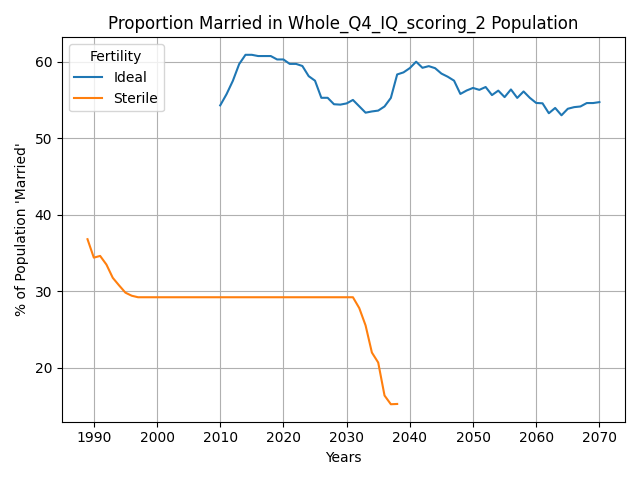 Proportion Married in Whole_Q4_IQ_scoring_2 Population
Fertility
Ideal
Sterile
% of Population 'Married'
60
50
40
30
20
1990 2000 2010 2020 2030 2040 2050 2060 2070
Years